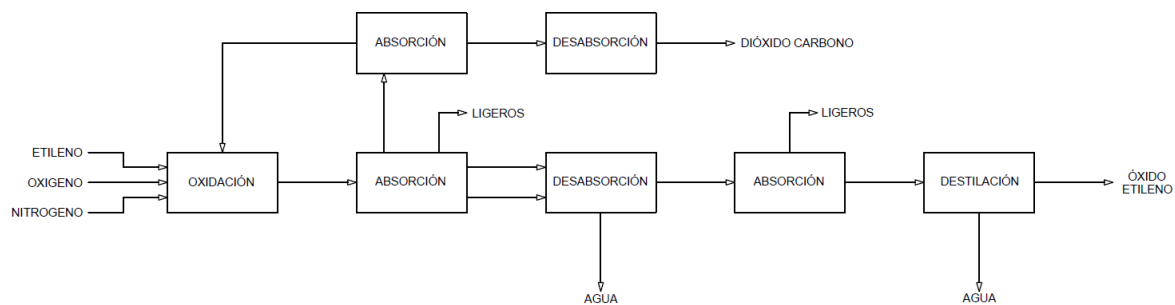 ABSORCIÓN
DESABSORCIÓN
DIÓXIDO CARBONO
LIGEROS
LIGEROS
ETILENO
OXIGENO
NITROGENO
OXIDACIÓN
ABSORCIÓN
DESABSORCIÓN
ABSORCIÓN
DESTILACIÓN
ÓXIDO
ETILENO
AGUA
AGUA